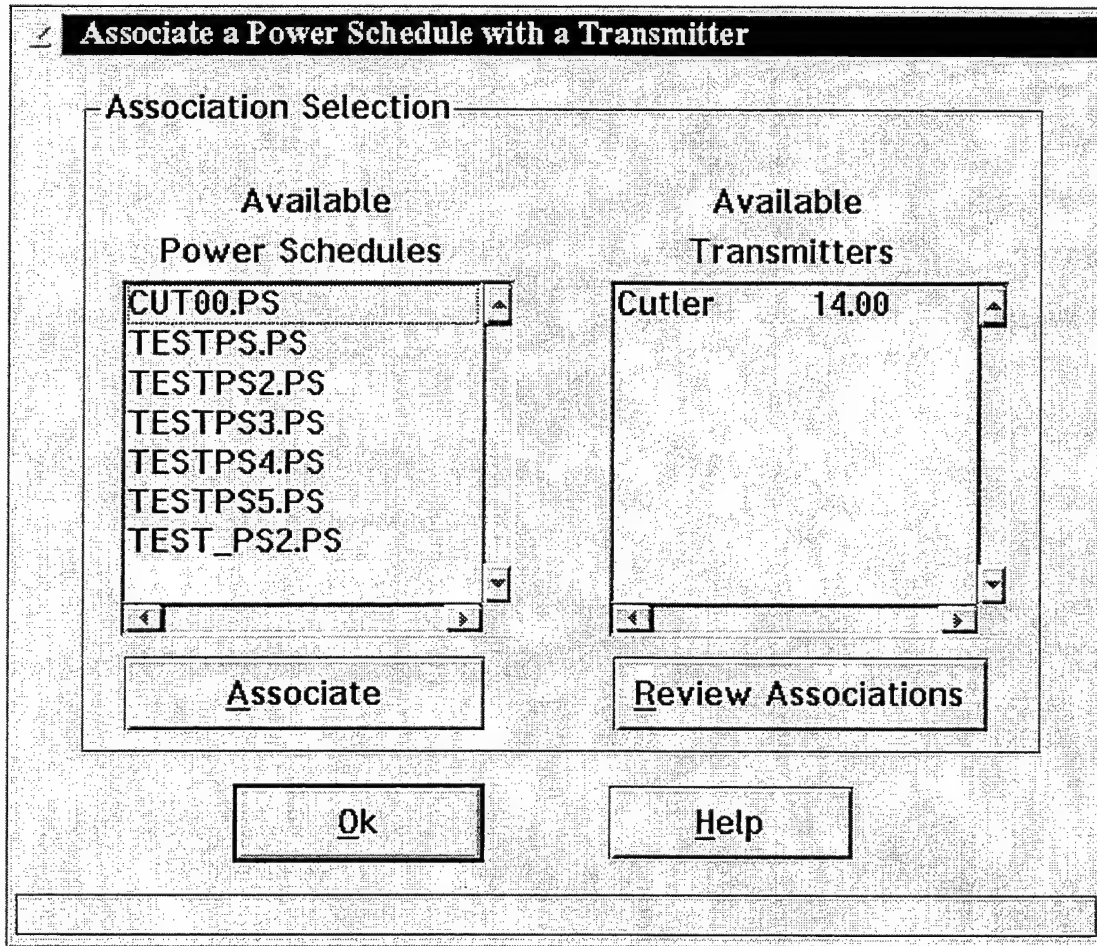 Associate a Power Schedule with a Transmitter
Association Selection
Available
Power Schedules
CUT00.PS
TESTPS.PS
TESTPS2.PS
TESTPS3.PS
TESTPS4.PS
TESTPS5.PS
TEST_PS2.PS
Associate
Available
Transmitters
Cutler 14.00
Review Associations
Ok
Help